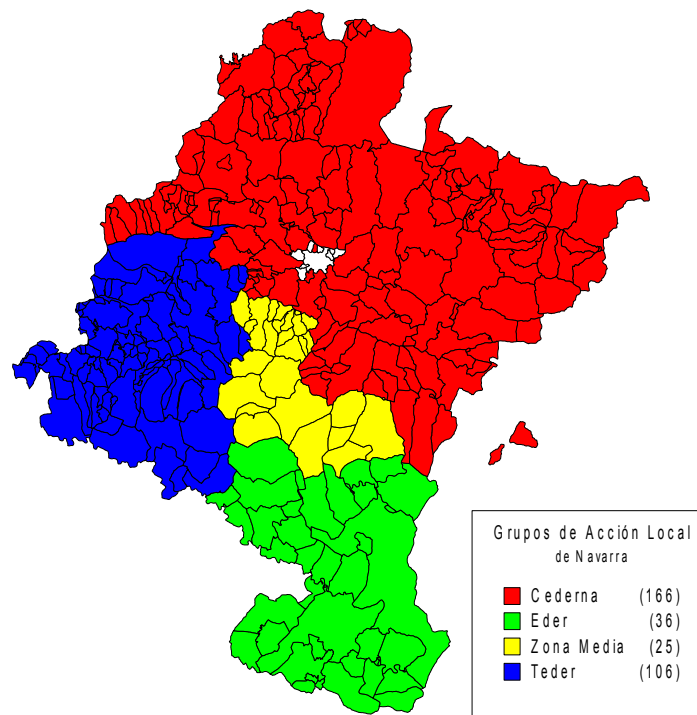 Grupos de Acción Local
de Navarra
Cederna (166)
Eder (36)
Zona Media (25)
Teder (106)